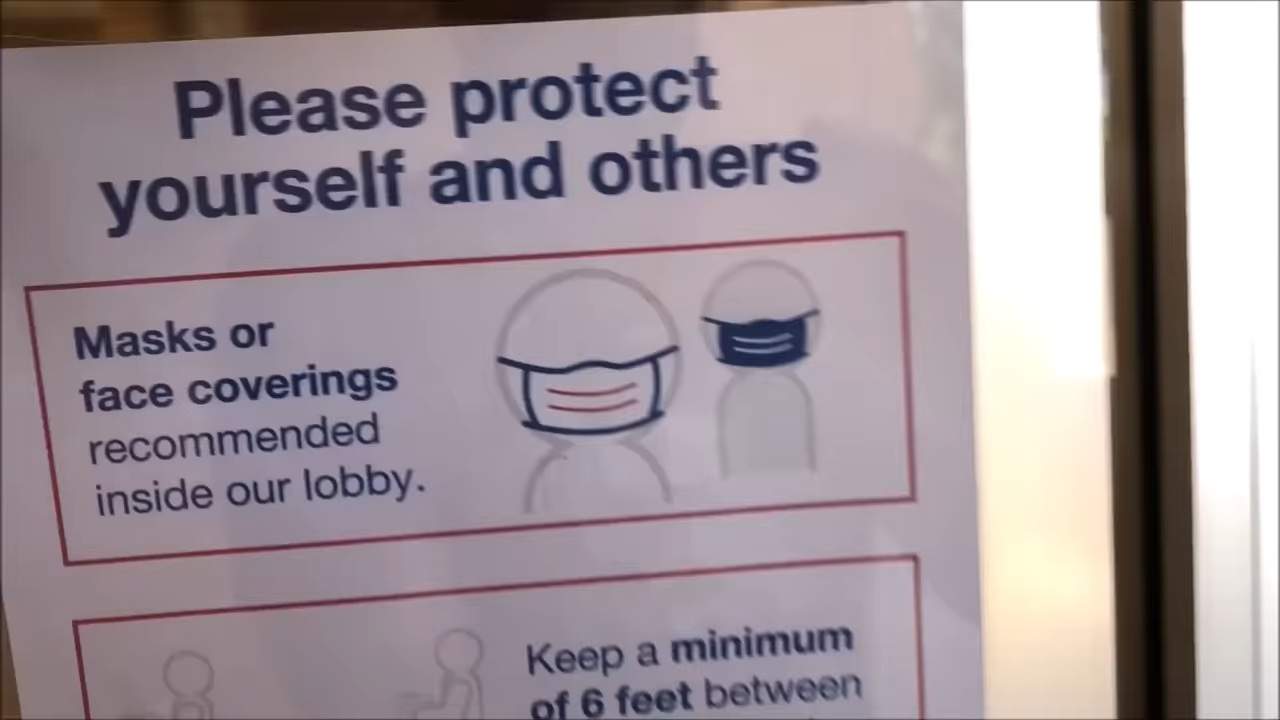 Please protect
yourself and others
Masks or
face coverings
recommended
inside our lobby.
Keep a minimum
of 6 feet between